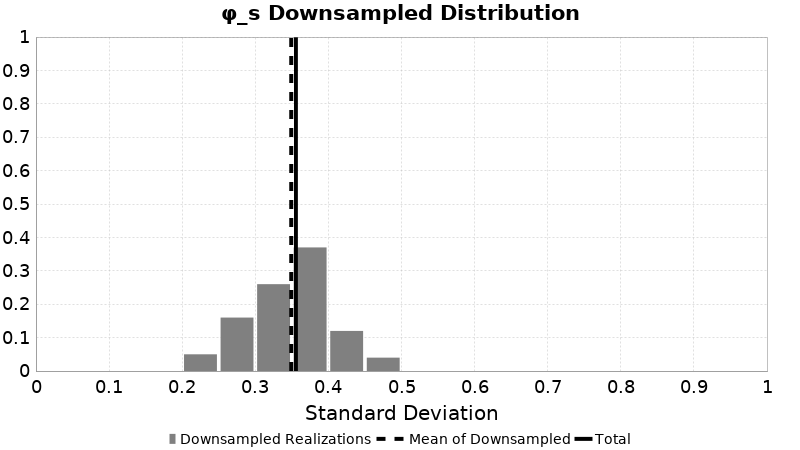 φ_s Downsampled Distribution
1
0.9
0.8
0.7
0.6
0.5
0.4
0.3
0.2
0.1
0
0 0.1 0.2 0.3 0.4 0.5 0.6 0.7 0.8 0.9 1
Standard Deviation
Downsampled Realizations Mean of Downsampled Total